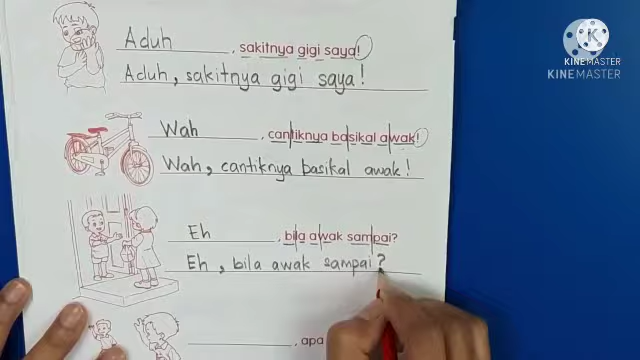 KINEMASTER
KINEMASTER
Aduh, sakitnya gigi saya!
Aduh, sakitnya gigi saya!
Wah, cantiknya basikal awak!
Wah, cantiknya basikal awak!
Eh, bila awak sampai?
Eh, bila awak sampai?
, apa